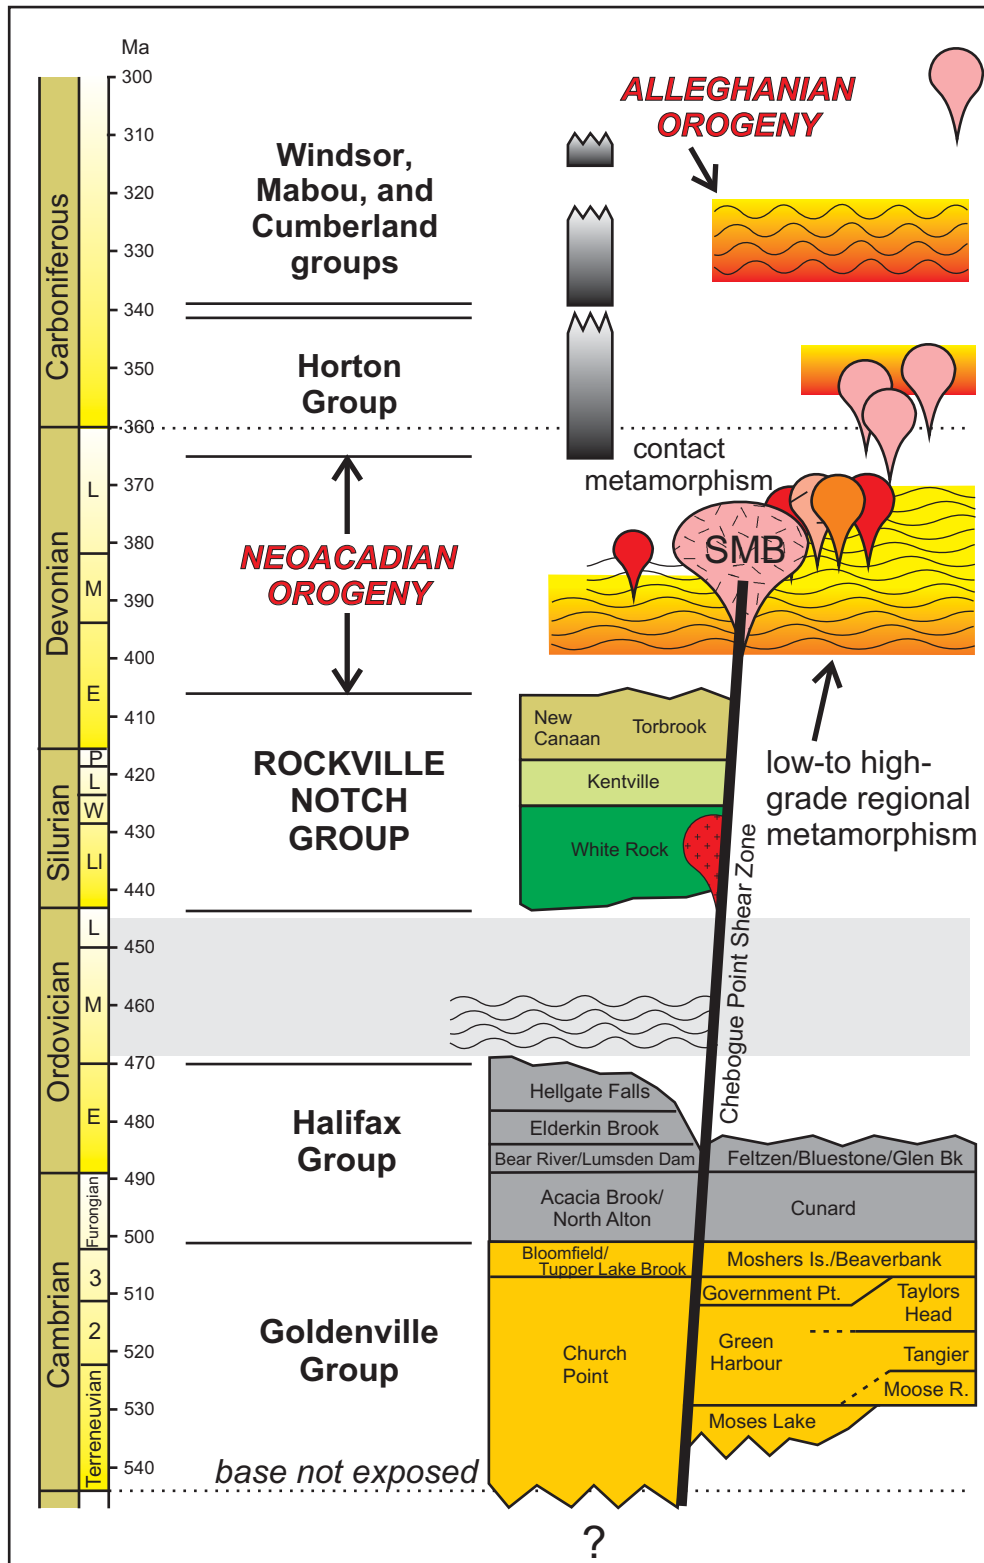 Ma
300
310
320
330
340
350
360
370
380
390
400
410
420
430
440
450
460
470
480
490
500
510
520
530
540
Carboniferous
Devonian
L
M
E
Silurian
P
L
W
Ll
Ordovician
L
M
E
Cambrian
Furongian
3
2
Terreneuvian
Windsor,
Mabou, and
Cumberland
groups
Horton
Group
NEOACADIAN
OROGENY
ROCKVILLE
NOTCH
GROUP
Halifax
Group
Goldenville
Group
base not exposed
ALLEGHANIAN
OROGENY
contact
metamorphism
SMB
low-to high-
grade regional
metamorphism
New
Canaan
Torbrook
Kentville
White Rock
Chebogue Point Shear Zone
Hellgate Falls
Elderkin Brook
Bear River/Lumsden Dam
Feltzen/Bluestone/Glen Bk
Acacia Brook/
North Alton
Cunard
Bloomfield/
Tupper Lake Brook
Moshers Is./Beaverbank
Government Pt.
Taylors
Head
Church
Point
Green
Harbour
Tangier
Moose R.
Moses Lake
?